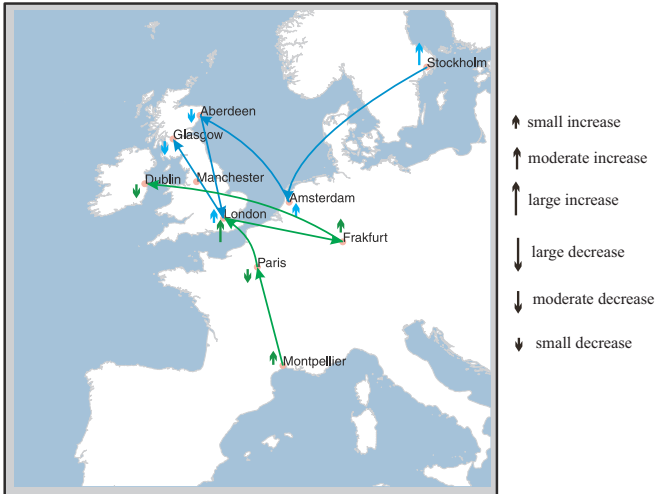 Stockholm
Aberdeen
Glasgow
Dublin
Manchester
Amsterdam
London
Frakfurt
Paris
Montpellier
small increase
moderate increase
large increase
large decrease
moderate decrease
small decrease